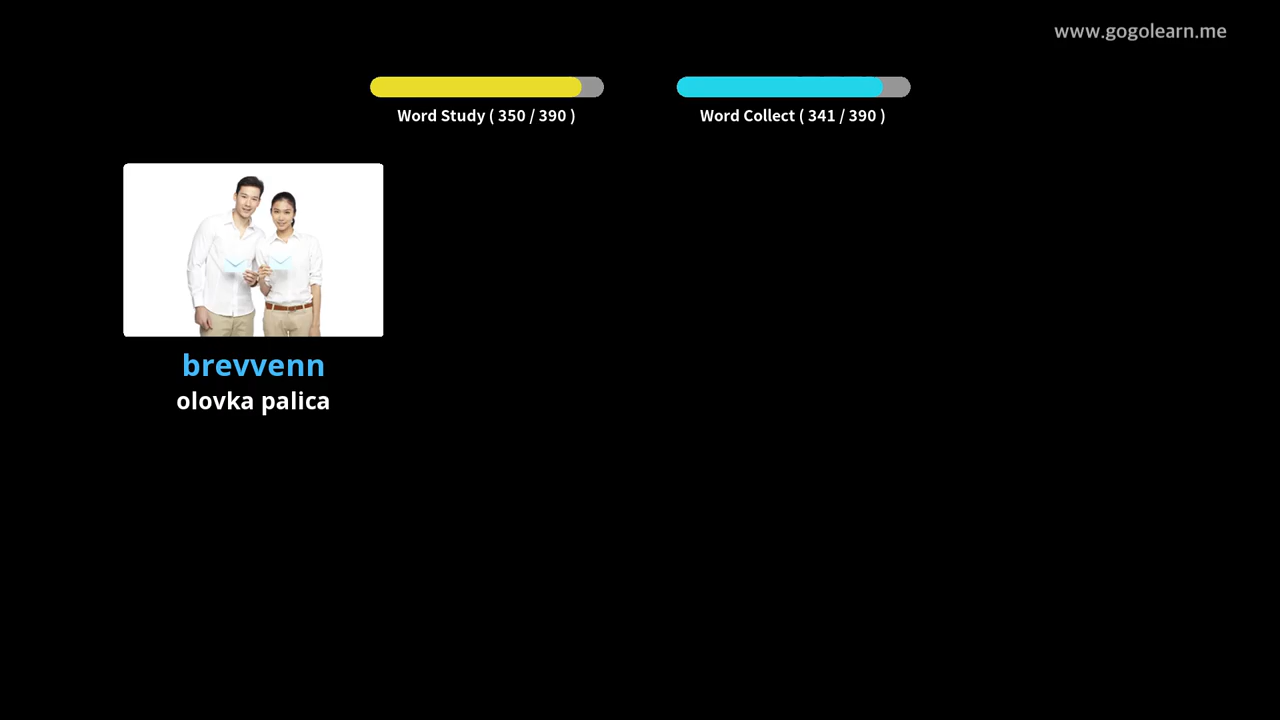 www.gogolearn.me
Word Study ( 350 / 390 )
Word Collect ( 341 / 390 )
brevvenn
olovka palica